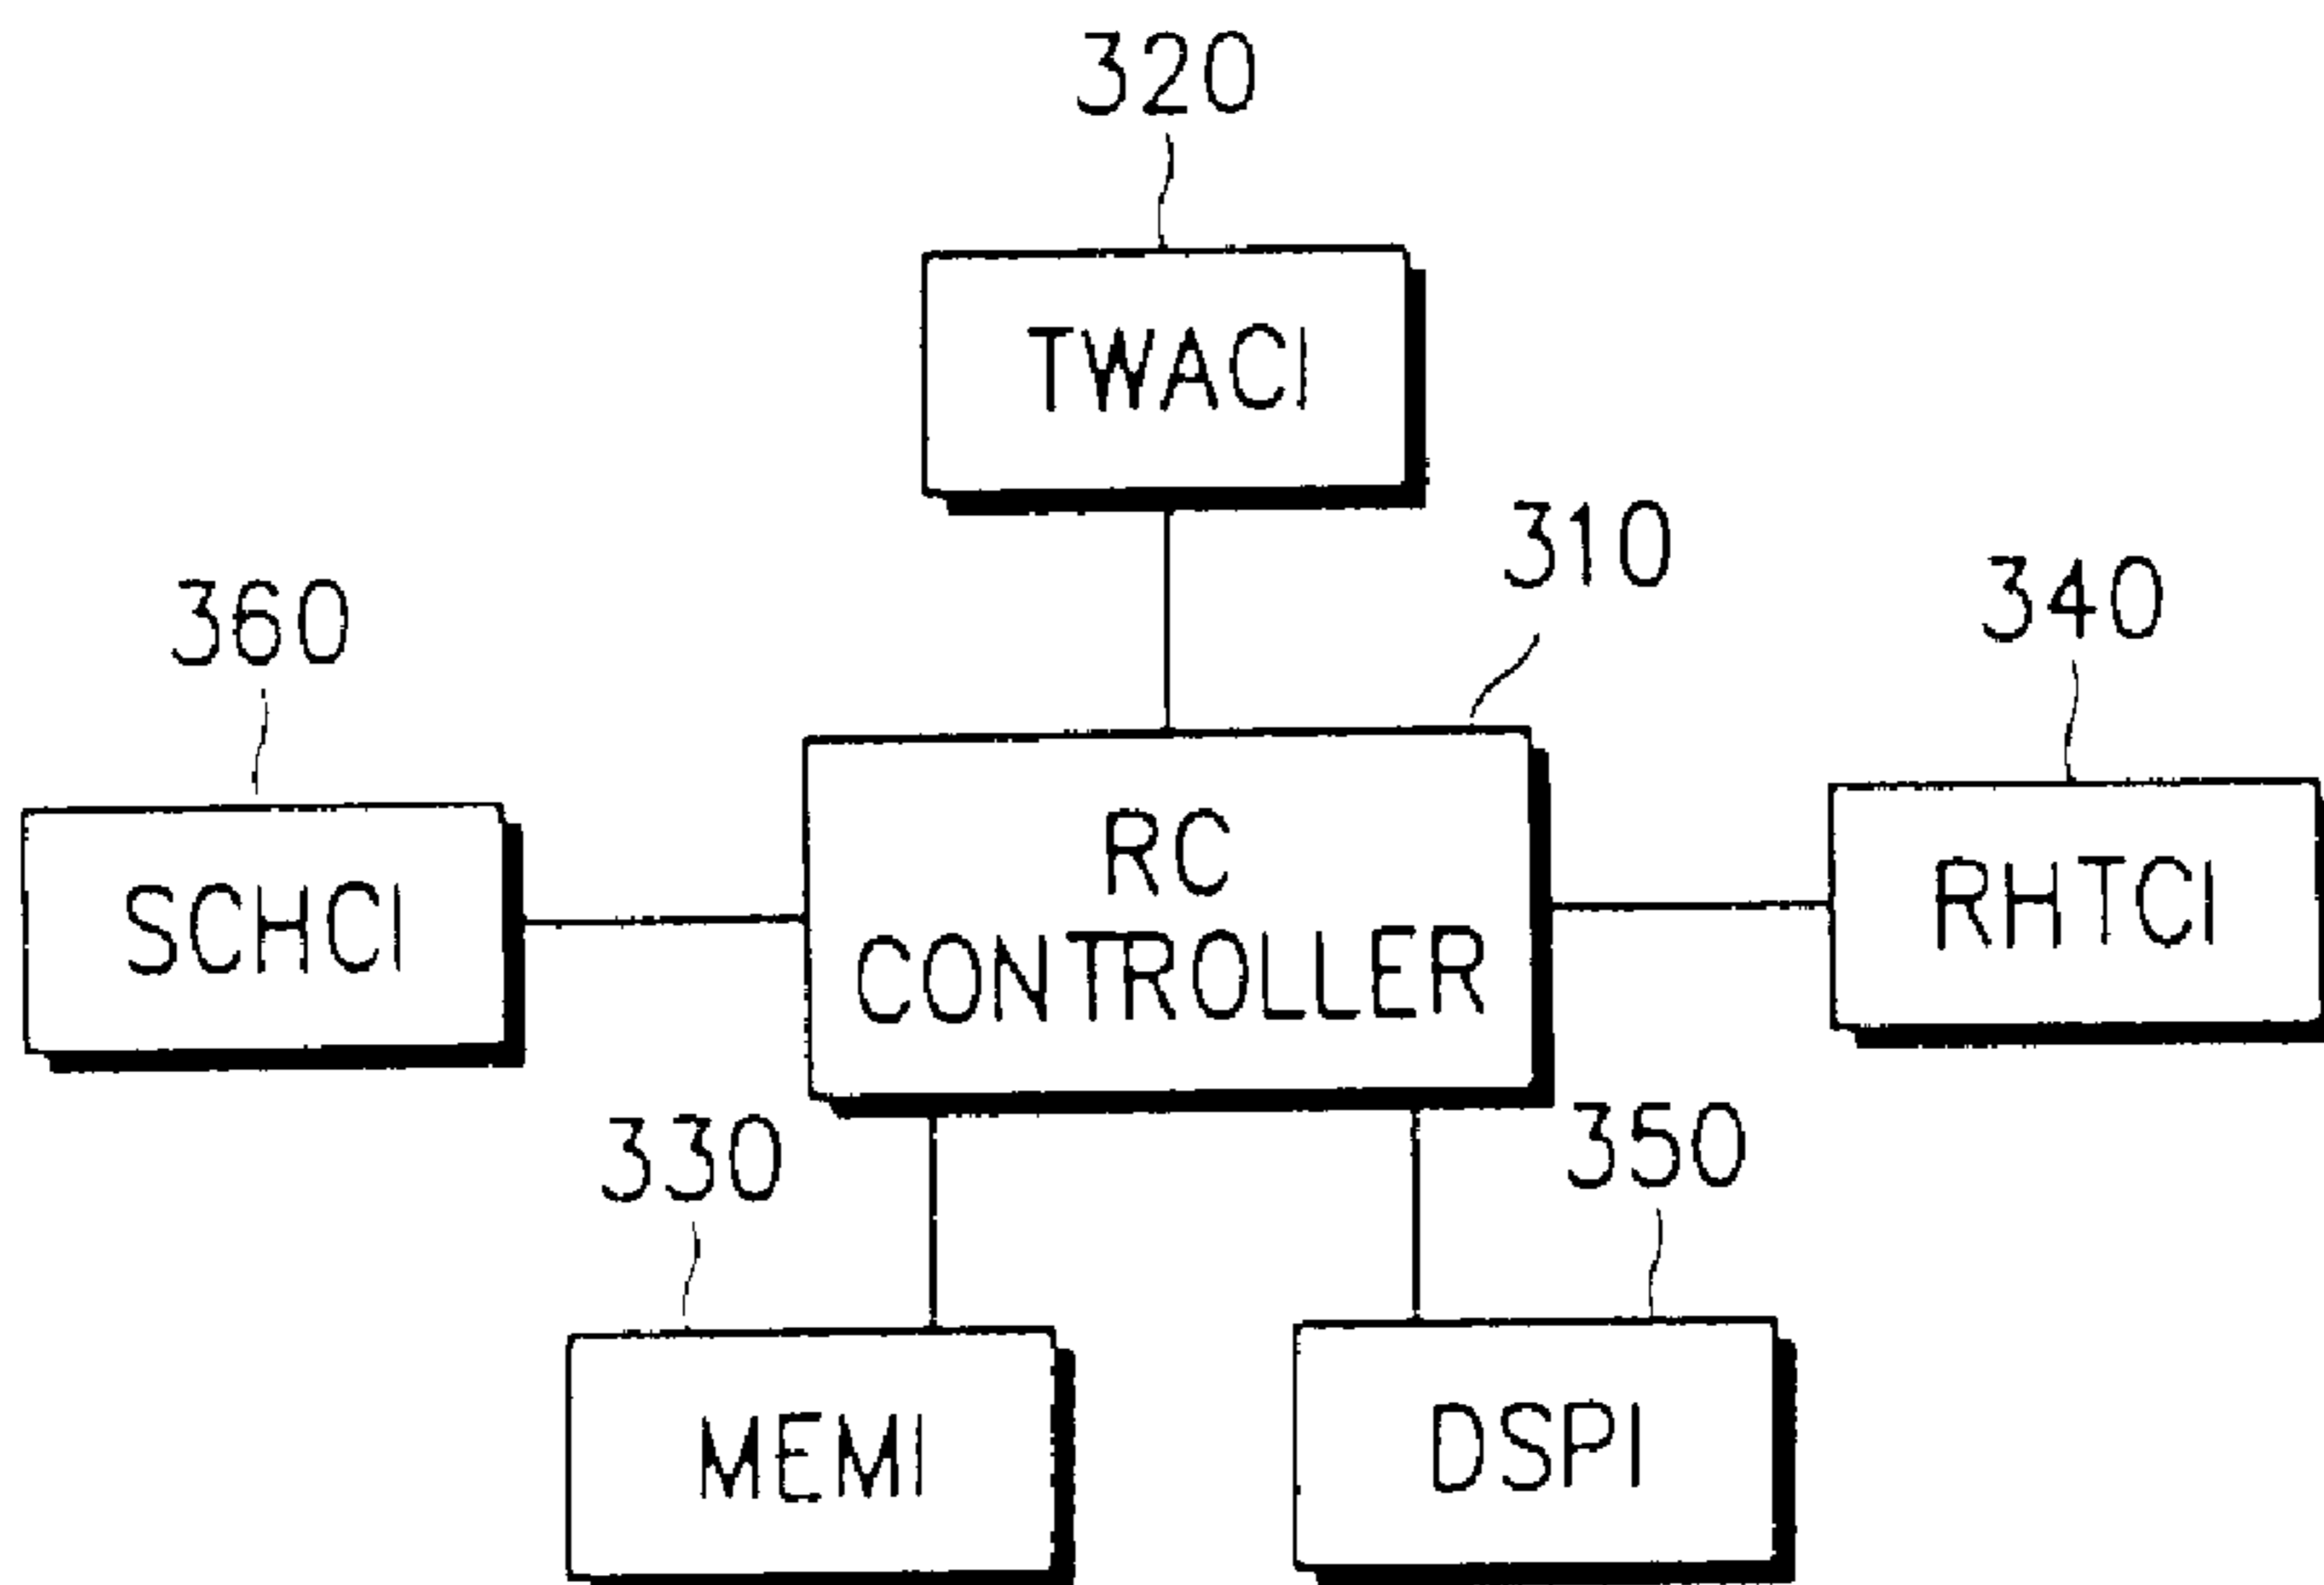 320
TWACI
310
360
340
RC
CONTROLLER
SCHCI
RHTCI
330
350
MEMI
DSPI